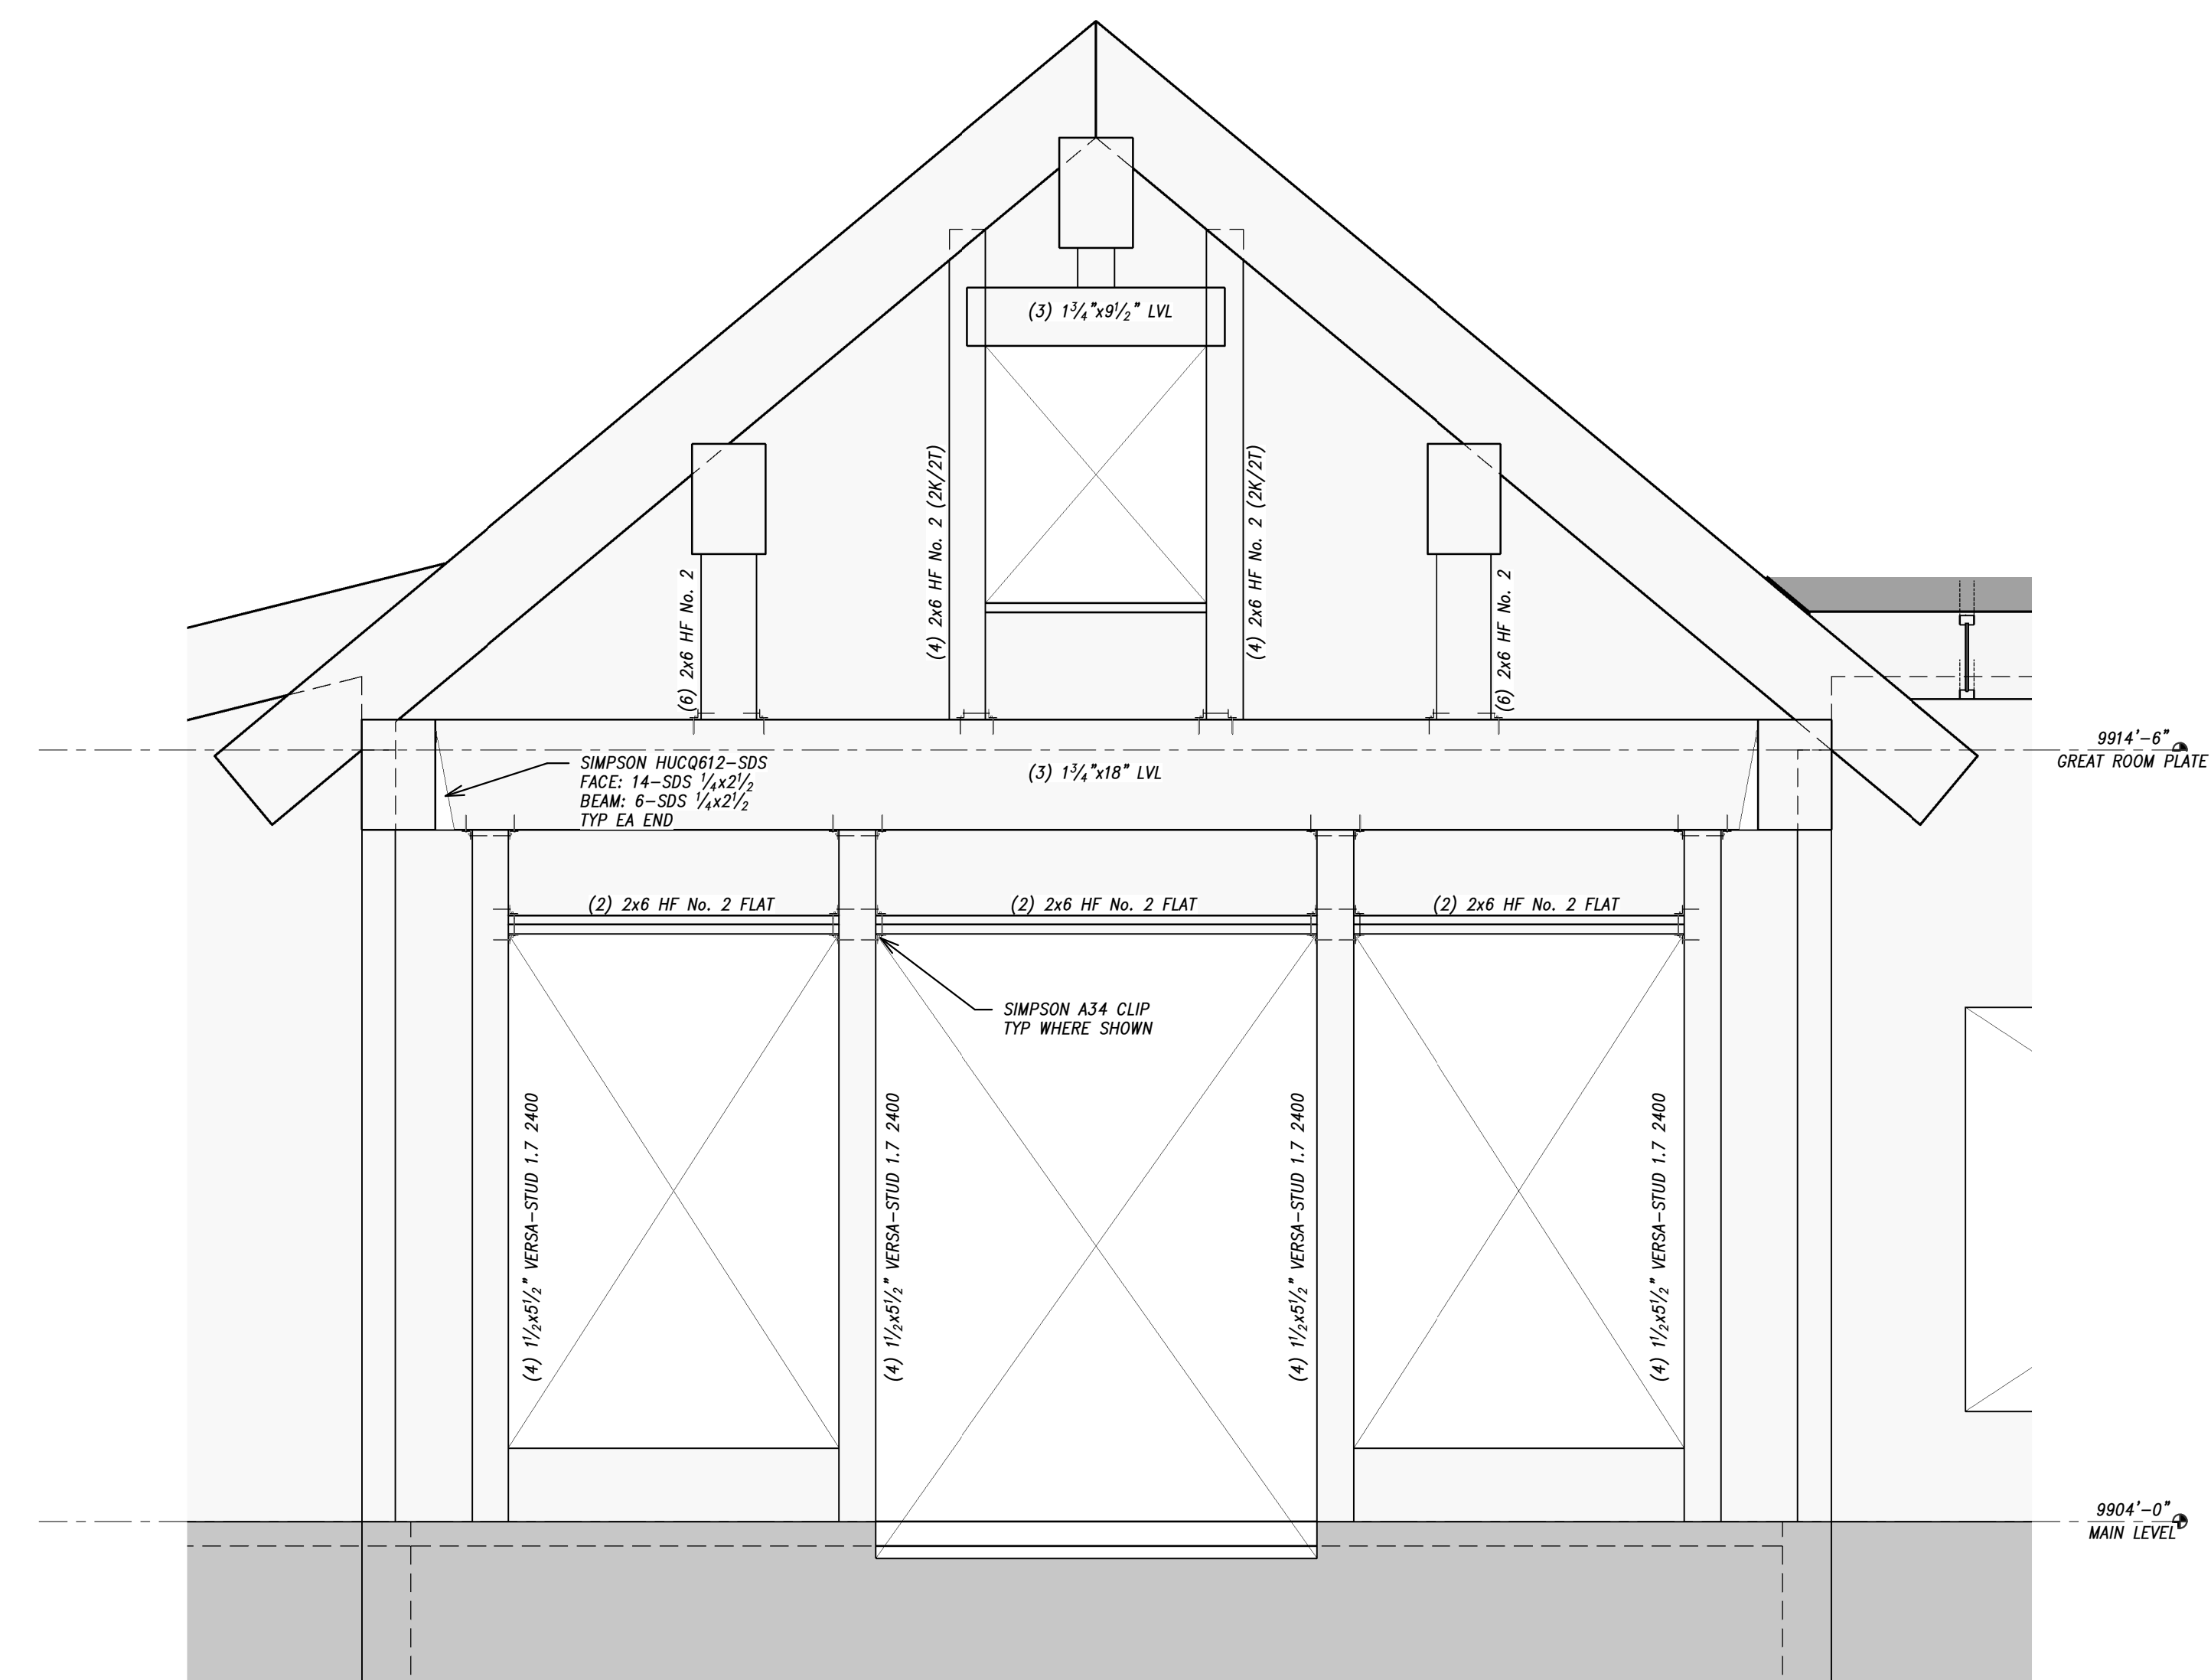 (3) 1¾”x9½” LVL
(4) 2x6 HF No. 2 (2K/2T)
(4) 2x6 HF No. 2 (2K/2T)
(6) 2x6 HF No. 2
(6) 2x6 HF No. 2
9914’-6”
GREAT ROOM PLATE
SIMPSON HUCQ612-SDS
FACE: 14-SDS ¼x2½
BEAM: 6-SDS ¼x2½
TYP EA END
(3) 1¾”x18” LVL
(2) 2x6 HF No. 2 FLAT
(2) 2x6 HF No. 2 FLAT
(2) 2x6 HF No. 2 FLAT
SIMPSON A34 CLIP
TYP WHERE SHOWN
(4) 1½x5½” VERSA-STUD 1.7 2400
(4) 1½x5½” VERSA-STUD 1.7 2400
(4) 1½x5½” VERSA-STUD 1.7 2400
(4) 1½x5½” VERSA-STUD 1.7 2400
9904’-0”
MAIN LEVEL